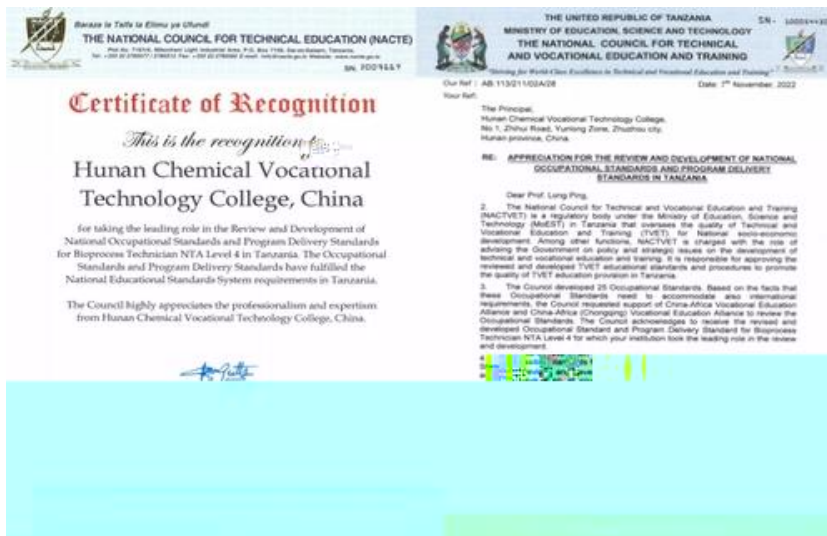 Baraza la Taifa la Elimu ya Ufundi
THE NATIONAL COUNCIL FOR TECHNICAL EDUCATION (NACTE)
Certificate of Recognition
This is the recognition
Hunan Chemical Vocational
Technology College, China
for taking the leading role in the Review and Development of
National Occupational Standards and Program Delivery Standards
for Bioprocess Technician NTA Level 4 in Tanzania. The Occupational
Standards and Program Delivery Standards have fulfilled the
National Educational Standards System requirements in Tanzania.
The Council highly appreciates the professionalism and expertism
from Hunan Chemical Vocational Technology College, China.
THE UNITED REPUBLIC OF TANZANIA
MINISTRY OF EDUCATION, SCIENCE AND TECHNOLOGY
THE NATIONAL COUNCIL FOR TECHNICAL
AND VOCATIONAL EDUCATION AND TRAINING
"Striving for World-Class Excellence in Technical and Vocational Education and Training"
Our Ref : AB.113/211/02A/28
Date: 7th November, 2022
Your Ref:
The Principal,
Hunan Chemical Vocational Technology College,
No 1, Zhihui Road, Yunlong Zone, Zhuzhou city,
Hunan province, China.
RE: APPRECIATION FOR THE REVIEW AND DEVELOPMENT OF NATIONAL
OCCUPATIONAL STANDARDS AND PROGRAM DELIVERY
STANDARDS IN TANZANIA
Dear Prof. Long Ping,
2. The National Council for Technical and Vocational Education and Training
(NACTVET) is a regulatory body under the Ministry of Education, Science and
Technology (MoEST) in Tanzania that oversees the quality of Technical and
Vocational Education and Training (TVET) for National socio-economic
development. Among other functions, NACTVET is charged with the role of
advising the Government on policy and strategic issues on the development of
technical and vocational education and training. It is responsible for approving the
reviewed and developed TVET educational standards and procedures to promote
the quality of TVET education provision in Tanzania.
3. The Council developed 25 Occupational Standards. Based on the facts that
these Occupational Standards need to accommodate also international
requirements, the Council requested support of China-Africa Vocational Education
Alliance and China-Africa (Chongqing) Vocational Education Alliance to review the
Occupational Standards. The Council acknowledges to receive the revised and
developed Occupational Standard and Program Delivery Standard for Bioprocess
Technician NTA Level 4 for which your institution took the leading role in the review
and development.